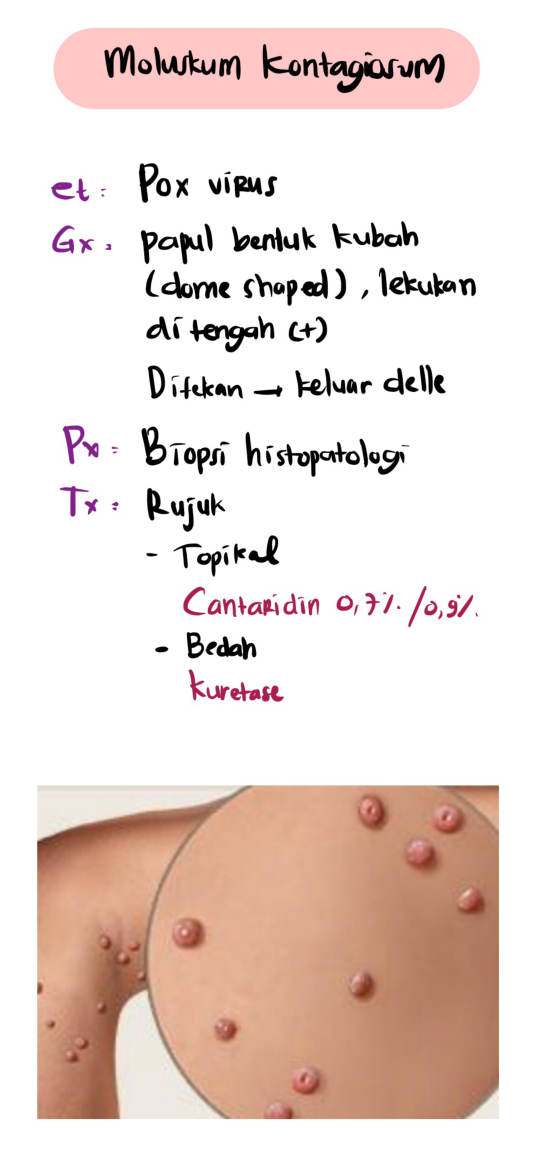 Moluskum Kontagiosum
et : Pox virus
Gx : papul bentuk kubah
(dome shaped), lekukan
di tengah (+)
Ditekan → keluar delle
Px : Biopsi histopatologi
Tx : Rujuk
- Topikal
Cantaridin 0,7% / 0,9%.
- Bedah
kuretase